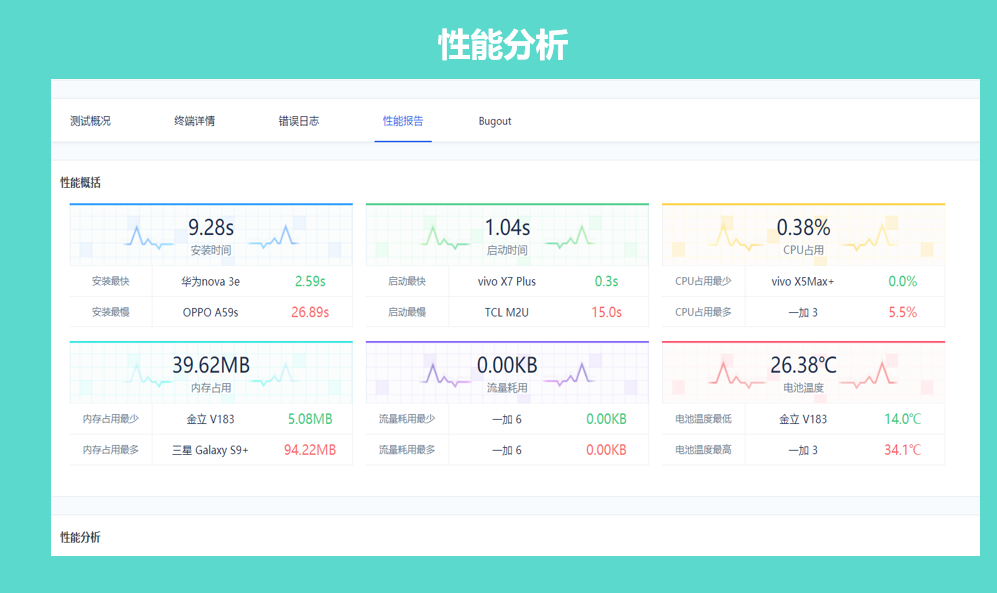 性能分析
测试概况 终端详情 错误日志 性能报告 Bugout
性能概括
9.28s 1.04s 0.38%
安装时间 启动时间 CPU占用
安装最快 华为nova 3e 2.59s 启动最快 vivo X7 Plus 0.3s CPU占用最少 vivo X5Max+ 0.0%
安装最慢 OPPO A59s 26.89s 启动最慢 TCL M2U 15.0s CPU占用最多 一加 3 5.5%
39.62MB 0.00KB 26.38℃
内存占用 流量耗用 电池温度
内存占用最少 金立 V183 5.08MB 流量耗用最少 一加 6 0.00KB 电池温度最低 金立 V183 14.0℃
内存占用最多 三星 Galaxy S9+ 94.22MB 流量耗用最多 一加 6 0.00KB 电池温度最高 一加 3 34.1℃
性能分析